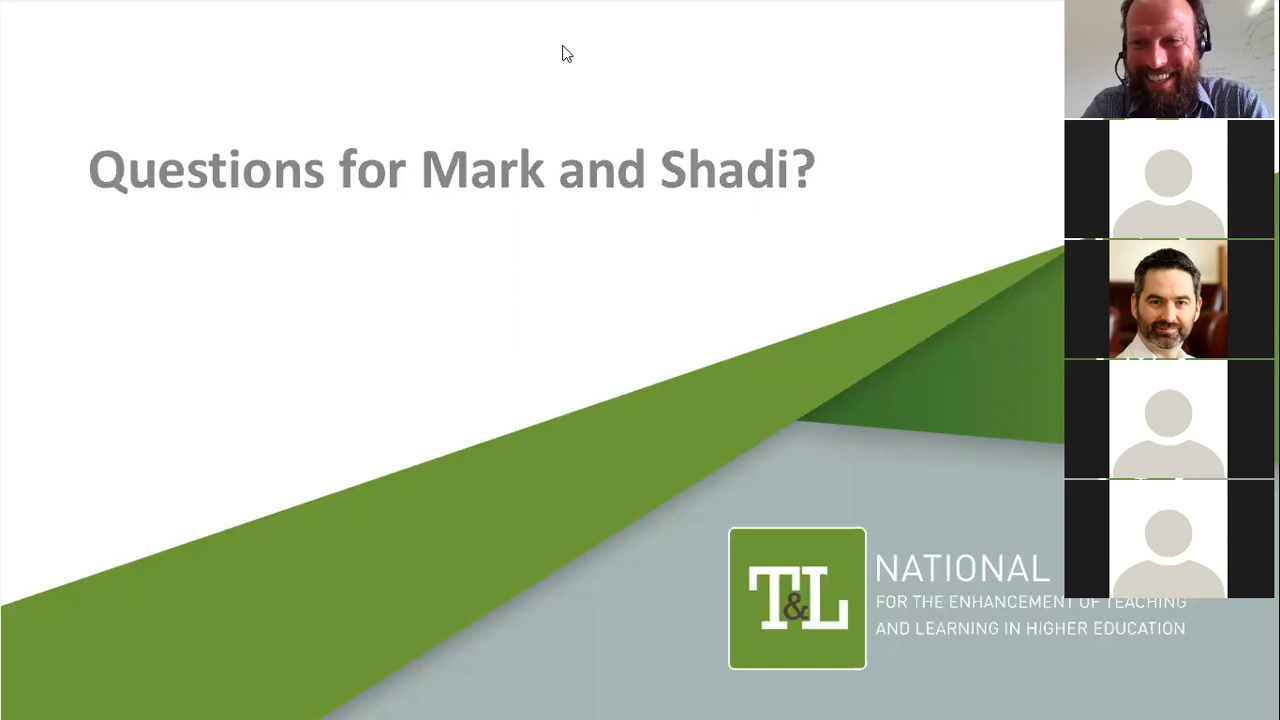 Questions for Mark and Shadi?
T&L
NATIONAL
FOR THE ENHANCEMENT OF TEACHING
AND LEARNING IN HIGHER EDUCATION